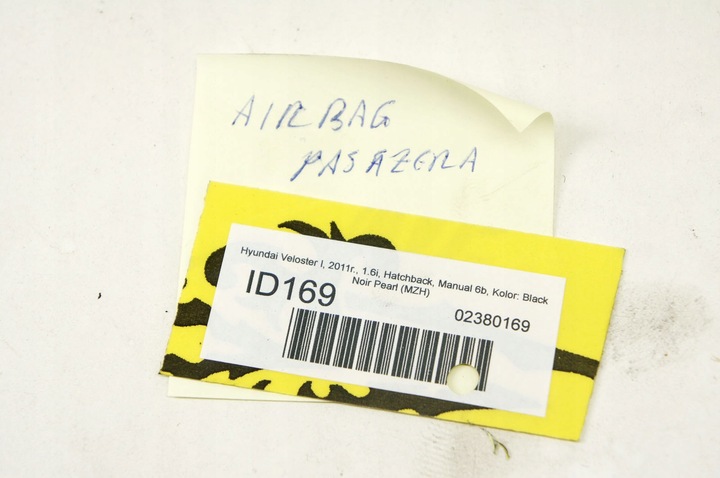 AIRBAG
PASAZERA
Hyundai Veloster I, 2011r., 1.6i, Hatchback, Manual 6b, Kolor: Black
Noir Pearl (MZH)
ID169
02380169